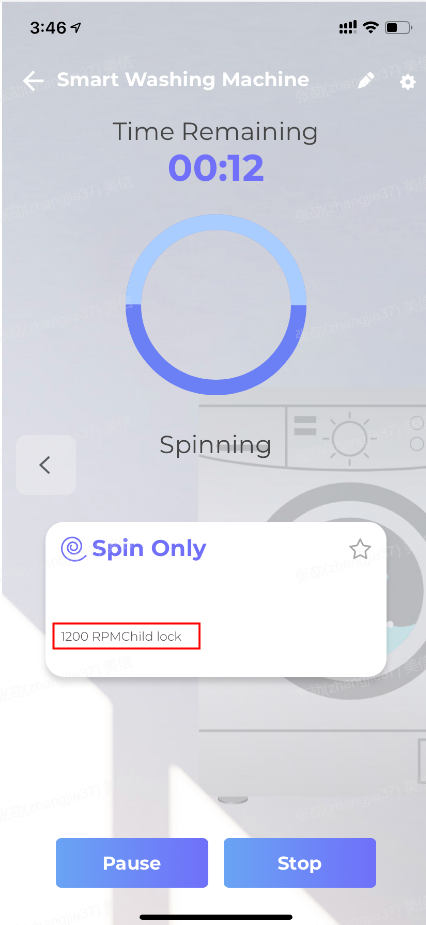 3:46
Smart Washing Machine
Time Remaining
00:12
Spinning
Spin Only
1200 RPMChild lock
Pause
Stop